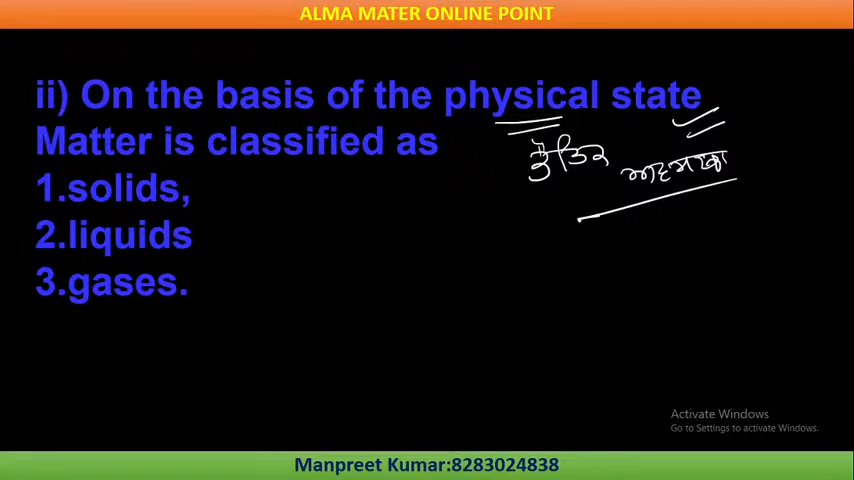 ALMA MATER ONLINE POINT
ii) On the basis of the physical state
Matter is classified as
ਭੌਤਿਕ
1.solids,
2.liquids
3.gases.
Activate Windows
Go to Settings to activate Windows.
Manpreet Kumar:8283024838